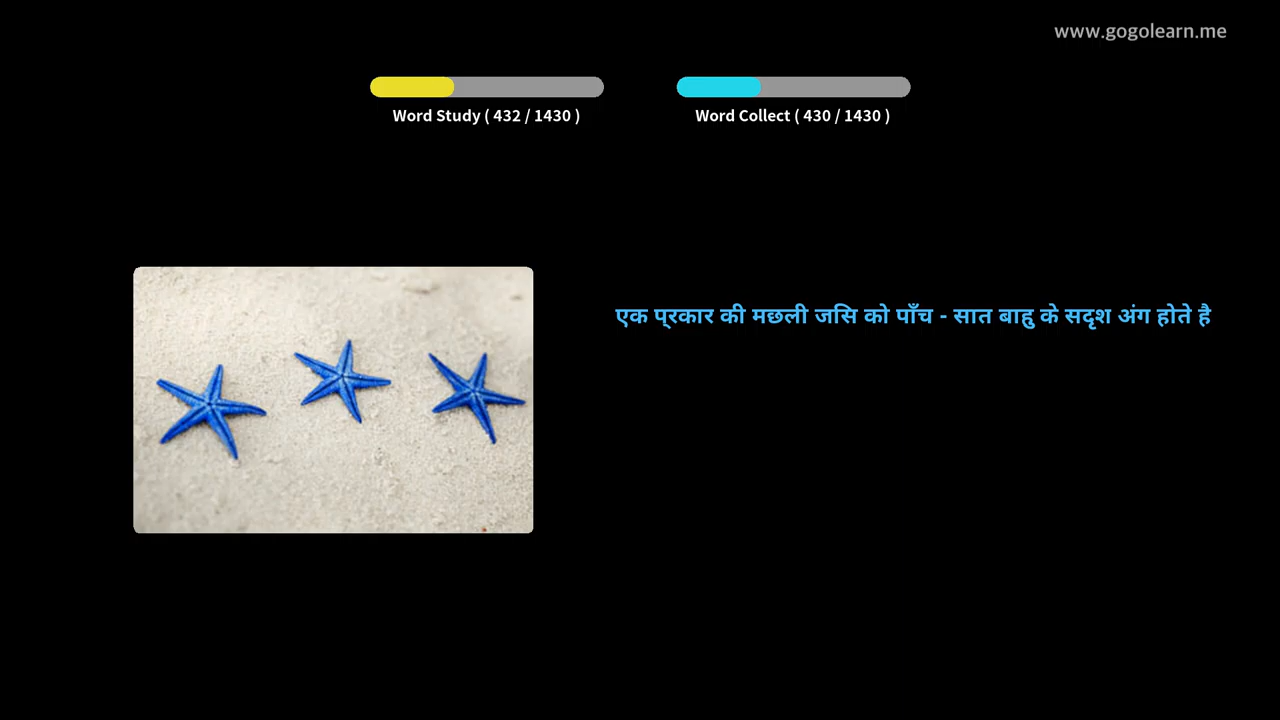 www.gogolearn.me
Word Study ( 432 / 1430 )
Word Collect ( 430 / 1430 )
एक प्रकार की मछली जसिि को पाँच - सात बाहु के सदृश अंग होते है